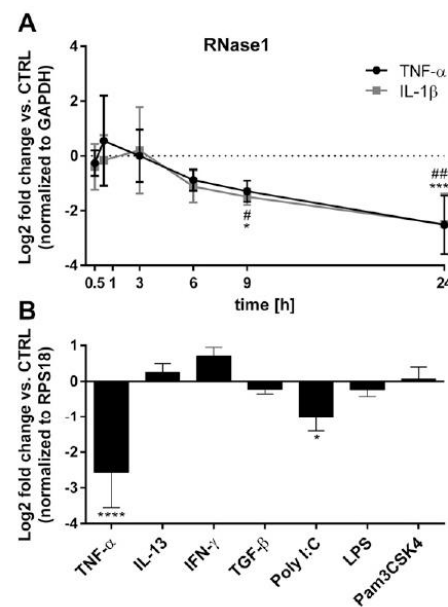 A
RNase1
TNF-α
IL-1β
Log2 fold change vs. CTRL
(normalized to GAPDH)
4
2
0
-2
-4
#
*
##
***
0.5 1 3 6 9 24
time [h]
B
Log2 fold change vs. CTRL
(normalized to RPS18)
1
0
-1
-2
-3
-4
****
*
TNF-α
IL-13
IFN-γ
TGF-β
Poly I:C
LPS
Pam3CSK4